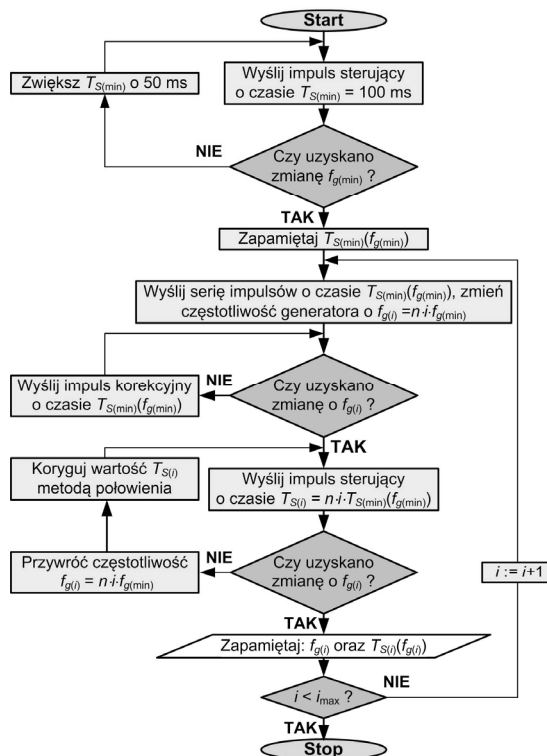 Start
Zwiększ T_S(min) o 50 ms
Wyślij impuls sterujący
o czasie T_S(min) = 100 ms
NIE
Czy uzyskano
zmianę f_g(min) ?
TAK
Zapamiętaj T_S(min)(f_g(min))
Wyślij serię impulsów o czasie T_S(min)(f_g(min)), zmień
częstotliwość generatora o f_g(i) =n·i·f_g(min)
Wyślij impuls korekcyjny
o czasie T_S(min)(f_g(min))
NIE
Czy uzyskano
zmianę o f_g(i) ?
TAK
Koryguj wartość T_S(i)
metodą połowienia
Wyślij impuls sterujący
o czasie T_S(i) = n·i·T_S(min)(f_g(min))
Przywróć częstotliwość
f_g(i) = n·i·f_g(min)
NIE
Czy uzyskano
zmianę o f_g(i) ?
i := i+1
TAK
Zapamiętaj: f_g(i) oraz T_S(i)(f_g(i))
i < i_max ?
NIE
TAK
Stop